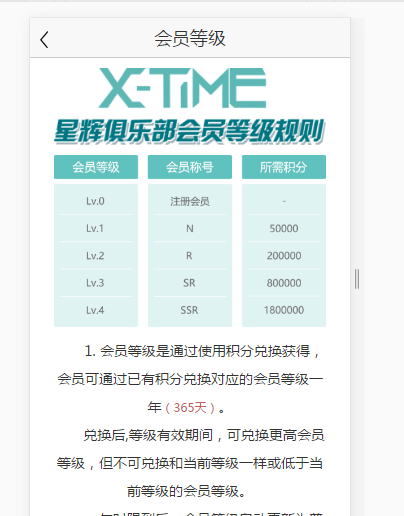 会员等级
X-TiME
星辉俱乐部会员等级规则
会员等级 会员称号 所需积分
Lv.0 注册会员 -
Lv.1 N 50000
Lv.2 R 200000
Lv.3 SR 800000
Lv.4 SSR 1800000
1. 会员等级是通过使用积分兑换获得，
会员可通过已有积分兑换对应的会员等级一
年（365天）。
兑换后,等级有效期间，可兑换更高会员
等级，但不可兑换和当前等级一样或低于当
前等级的会员等级。